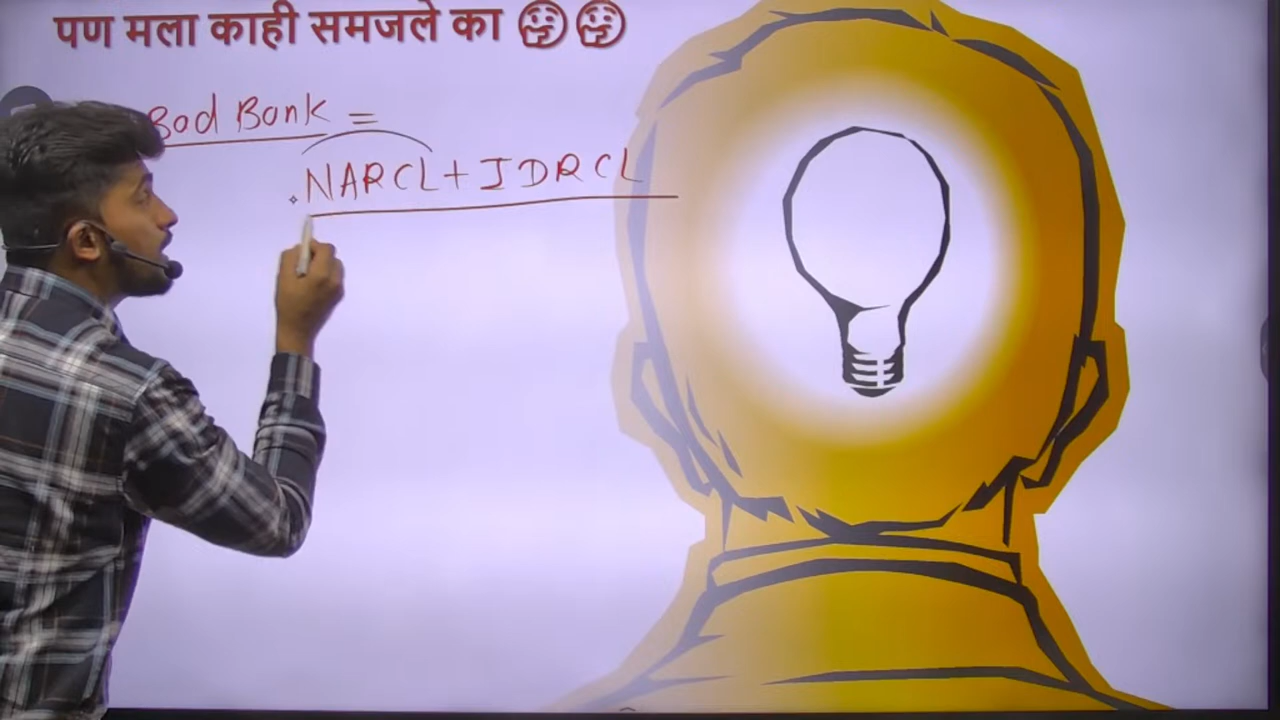 पण मला काही समजले का 🤔🤔
Bad Bank =
NARCL + IDRCL